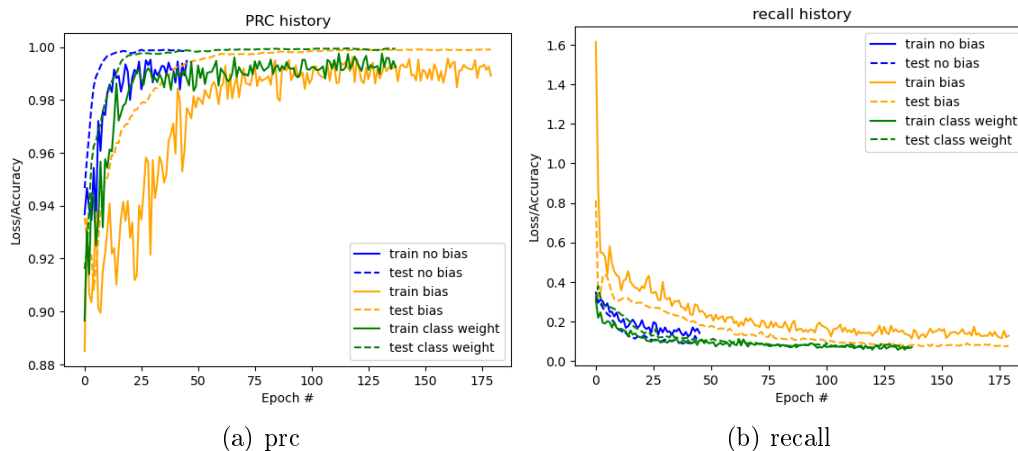 PRC history
1.00
0.98
0.96
0.94
0.92
0.90
0.88
Loss/Accuracy
0 25 50 75 100 125 150 175
Epoch #
train no bias
test no bias
train bias
test bias
train class weight
test class weight
(a) prc
recall history
1.6
1.4
1.2
1.0
0.8
0.6
0.4
0.2
0.0
Loss/Accuracy
0 25 50 75 100 125 150 175
Epoch #
train no bias
test no bias
train bias
test bias
train class weight
test class weight
(b) recall